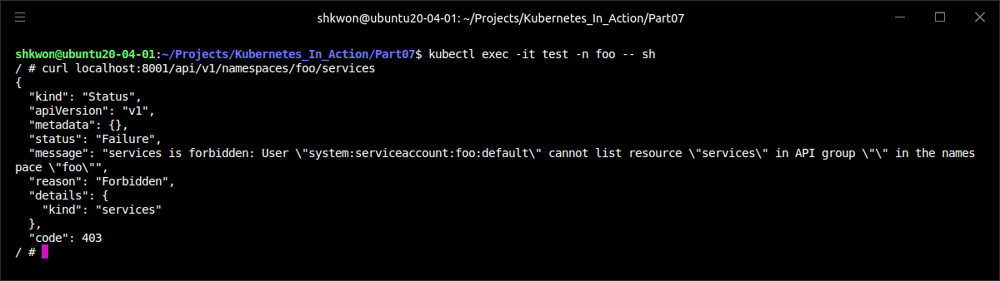 shkwon@ubuntu20-04-01: ~/Projects/Kubernetes_In_Action/Part07
shkwon@ubuntu20-04-01:~/Projects/Kubernetes_In_Action/Part07$ kubectl exec -it test -n foo -- sh
/ # curl localhost:8001/api/v1/namespaces/foo/services
{
  "kind": "Status",
  "apiVersion": "v1",
  "metadata": {},
  "status": "Failure",
  "message": "services is forbidden: User \"system:serviceaccount:foo:default\" cannot list resource \"services\" in API group \"\" in the names
pace \"foo\"",
  "reason": "Forbidden",
  "details": {
    "kind": "services"
  },
  "code": 403
/ #